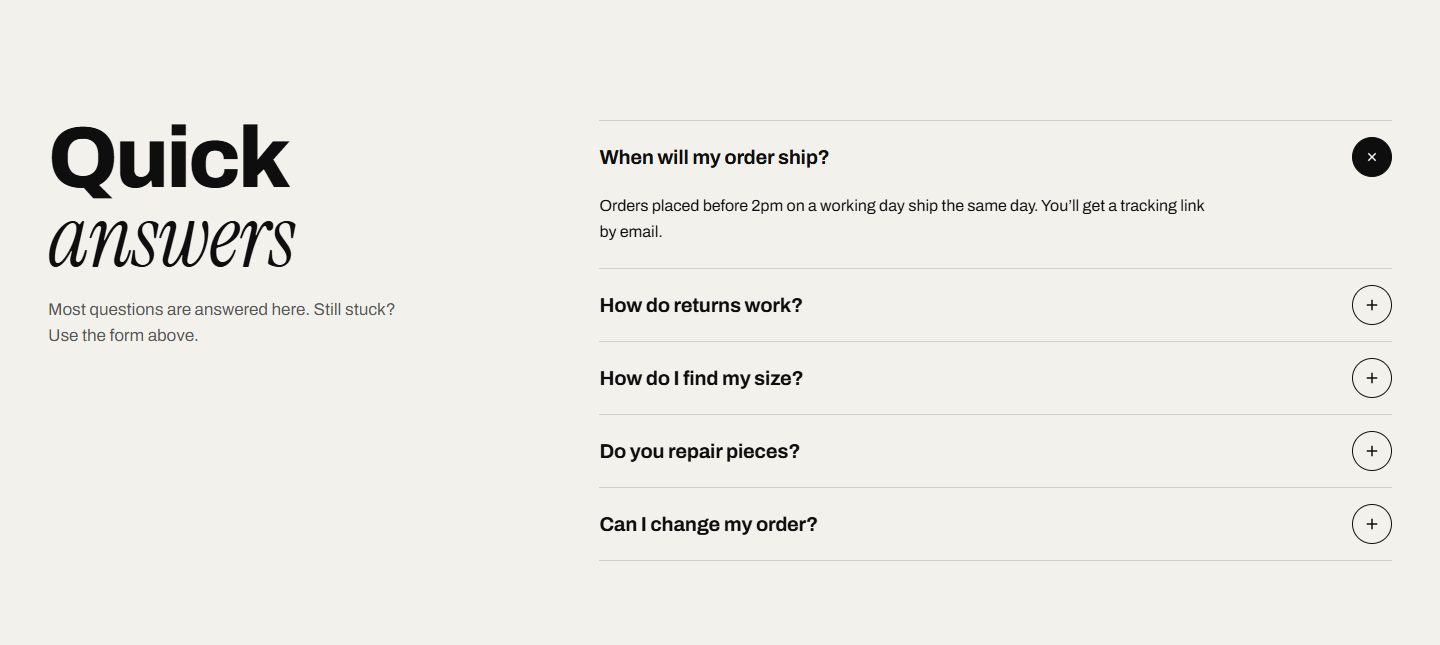 Quick
answers
Most questions are answered here. Still stuck?
Use the form above.
When will my order ship?
Orders placed before 2pm on a working day ship the same day. You’ll get a tracking link
by email.
How do returns work?
How do I find my size?
Do you repair pieces?
Can I change my order?